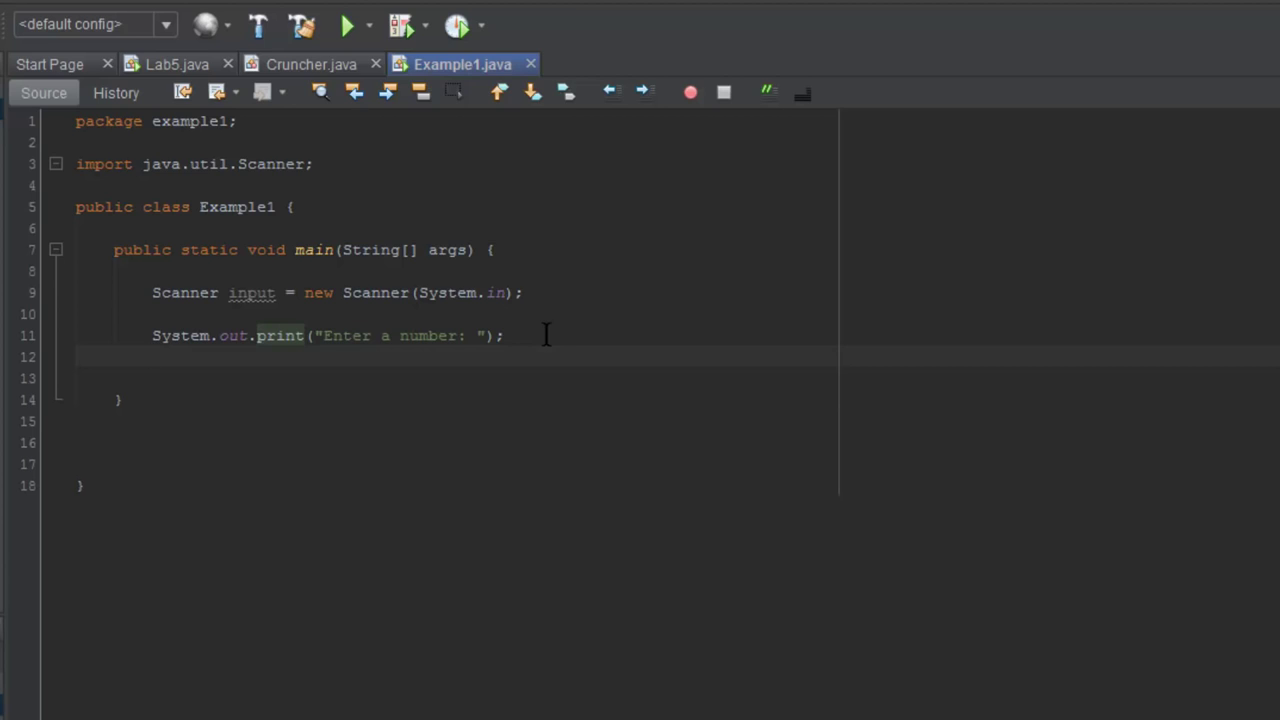 <default config>
Start Page Lab5.java Cruncher.java Example1.java
Source History
1 package example1;
2
3 import java.util.Scanner;
4
5 public class Example1 {
6
7 public static void main(String[] args) {
8
9 Scanner input = new Scanner(System.in);
10
11 System.out.print("Enter a number: ");
12
13
14 }
15
16
17
18 }